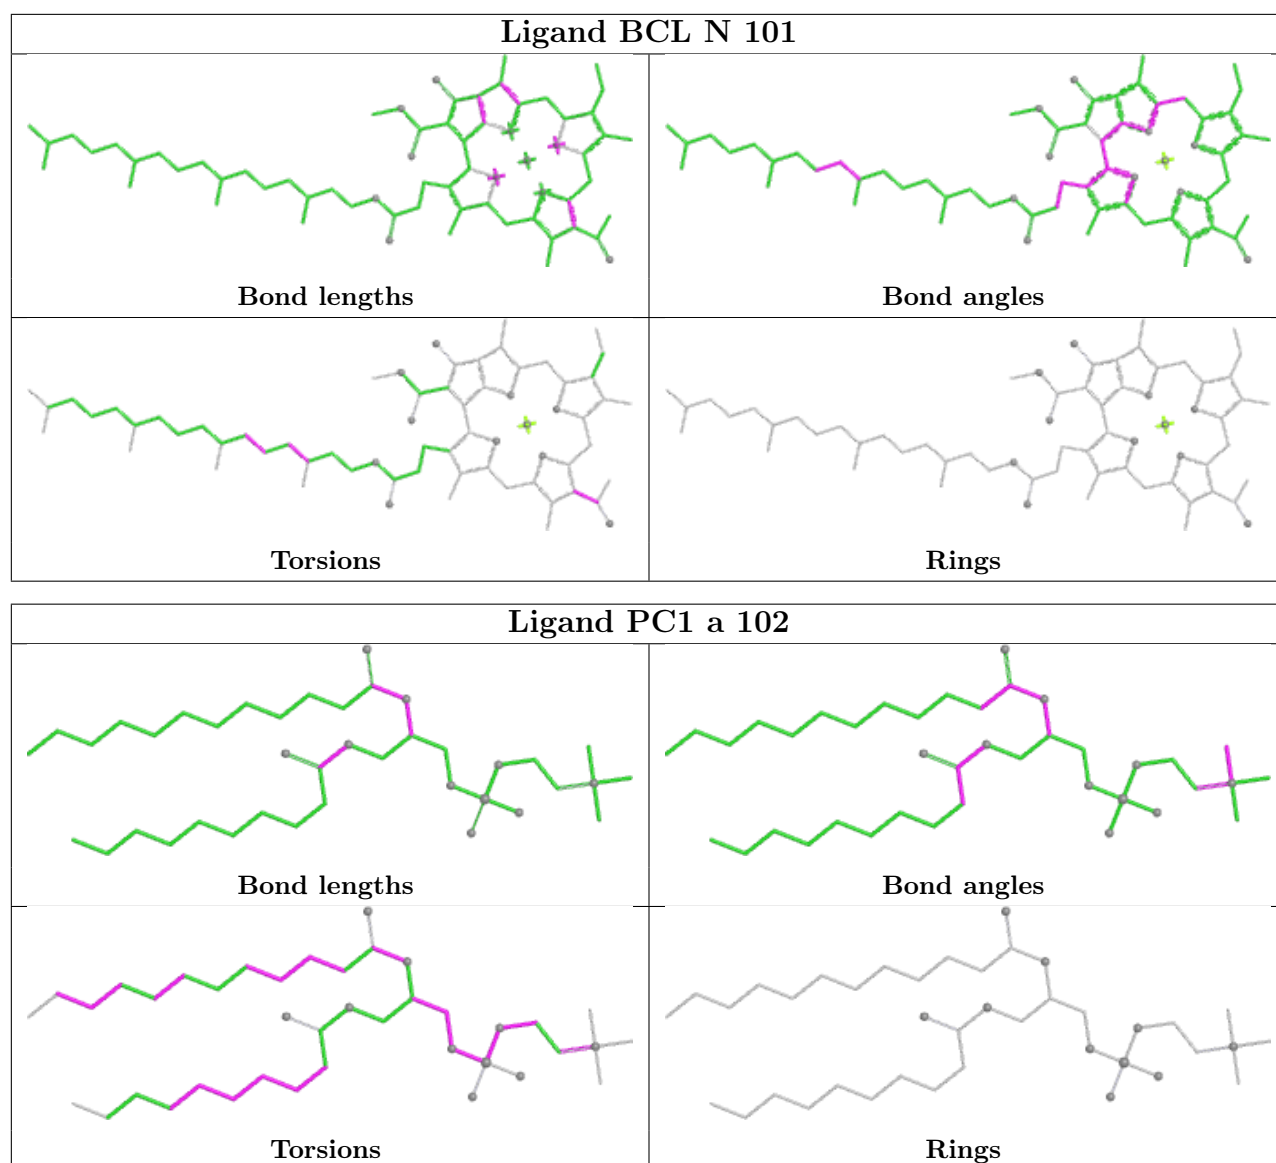 Ligand BCL N 101
Bond lengths
Bond angles
Torsions
Rings
Ligand PC1 a 102
Bond lengths
Bond angles
Torsions
Rings